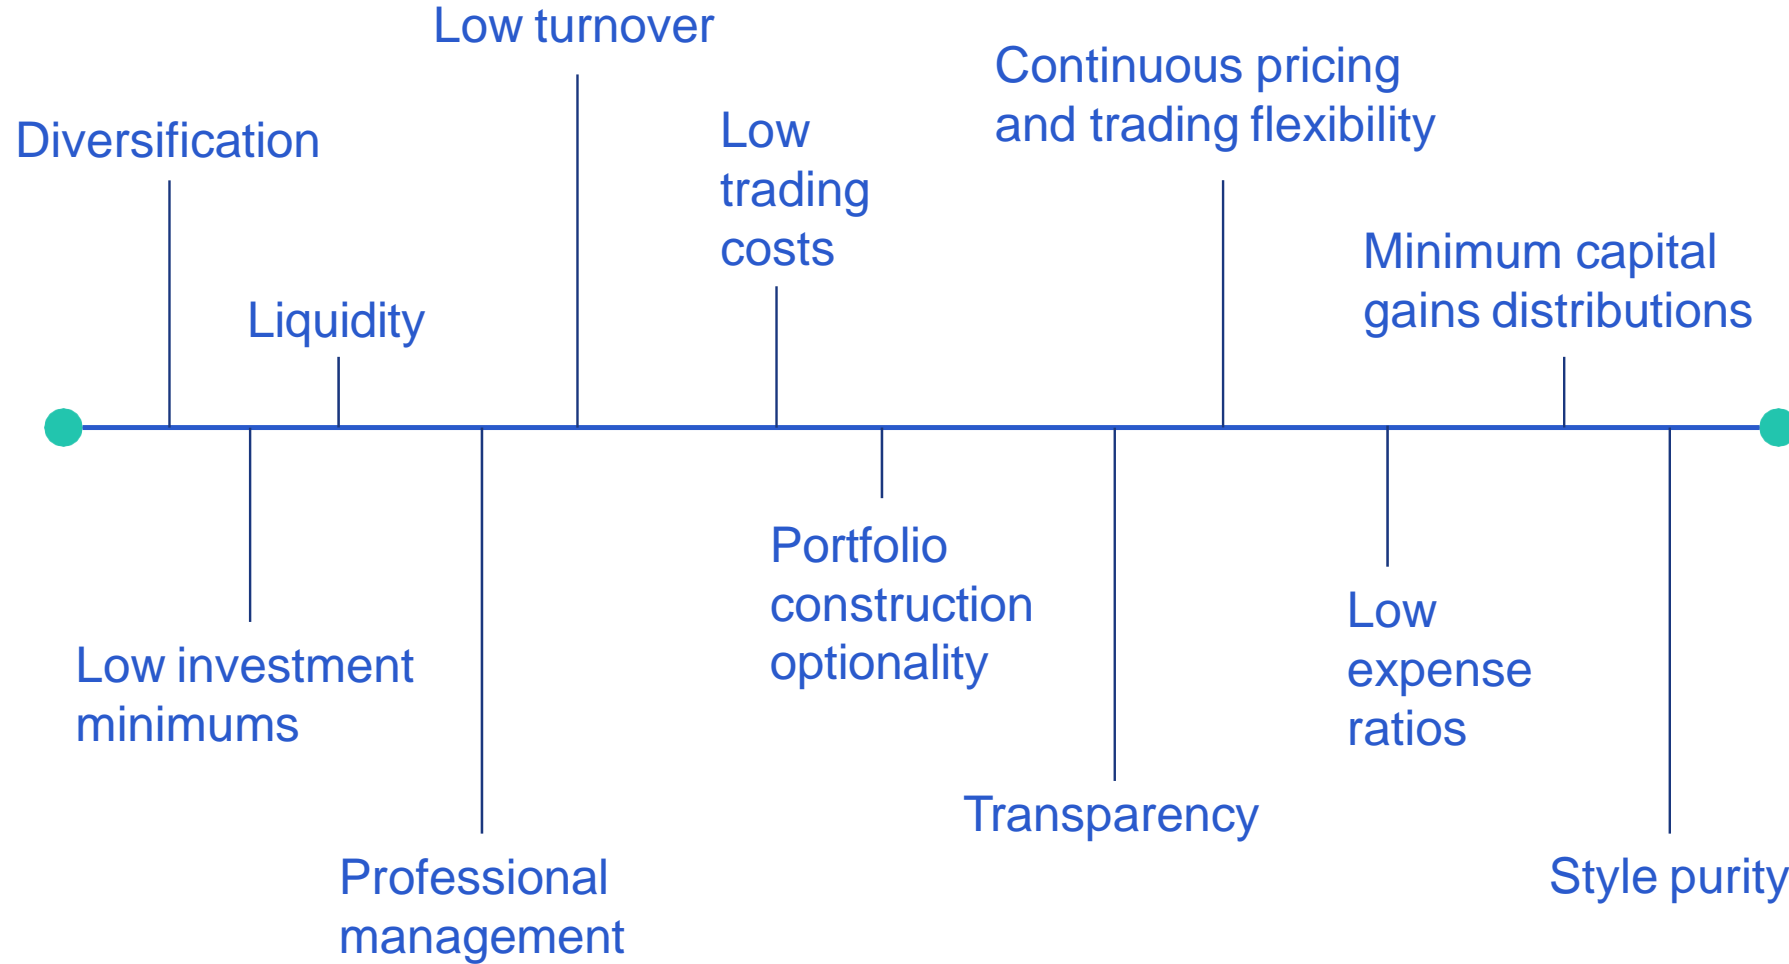 Low turnover
Continuous pricing
and trading flexibility
Diversification
Low
trading
costs
Minimum capital
gains distributions
Liquidity
Portfolio
construction
optionality
Low
expense
ratios
Low investment
minimums
Transparency
Professional
management
Style purity